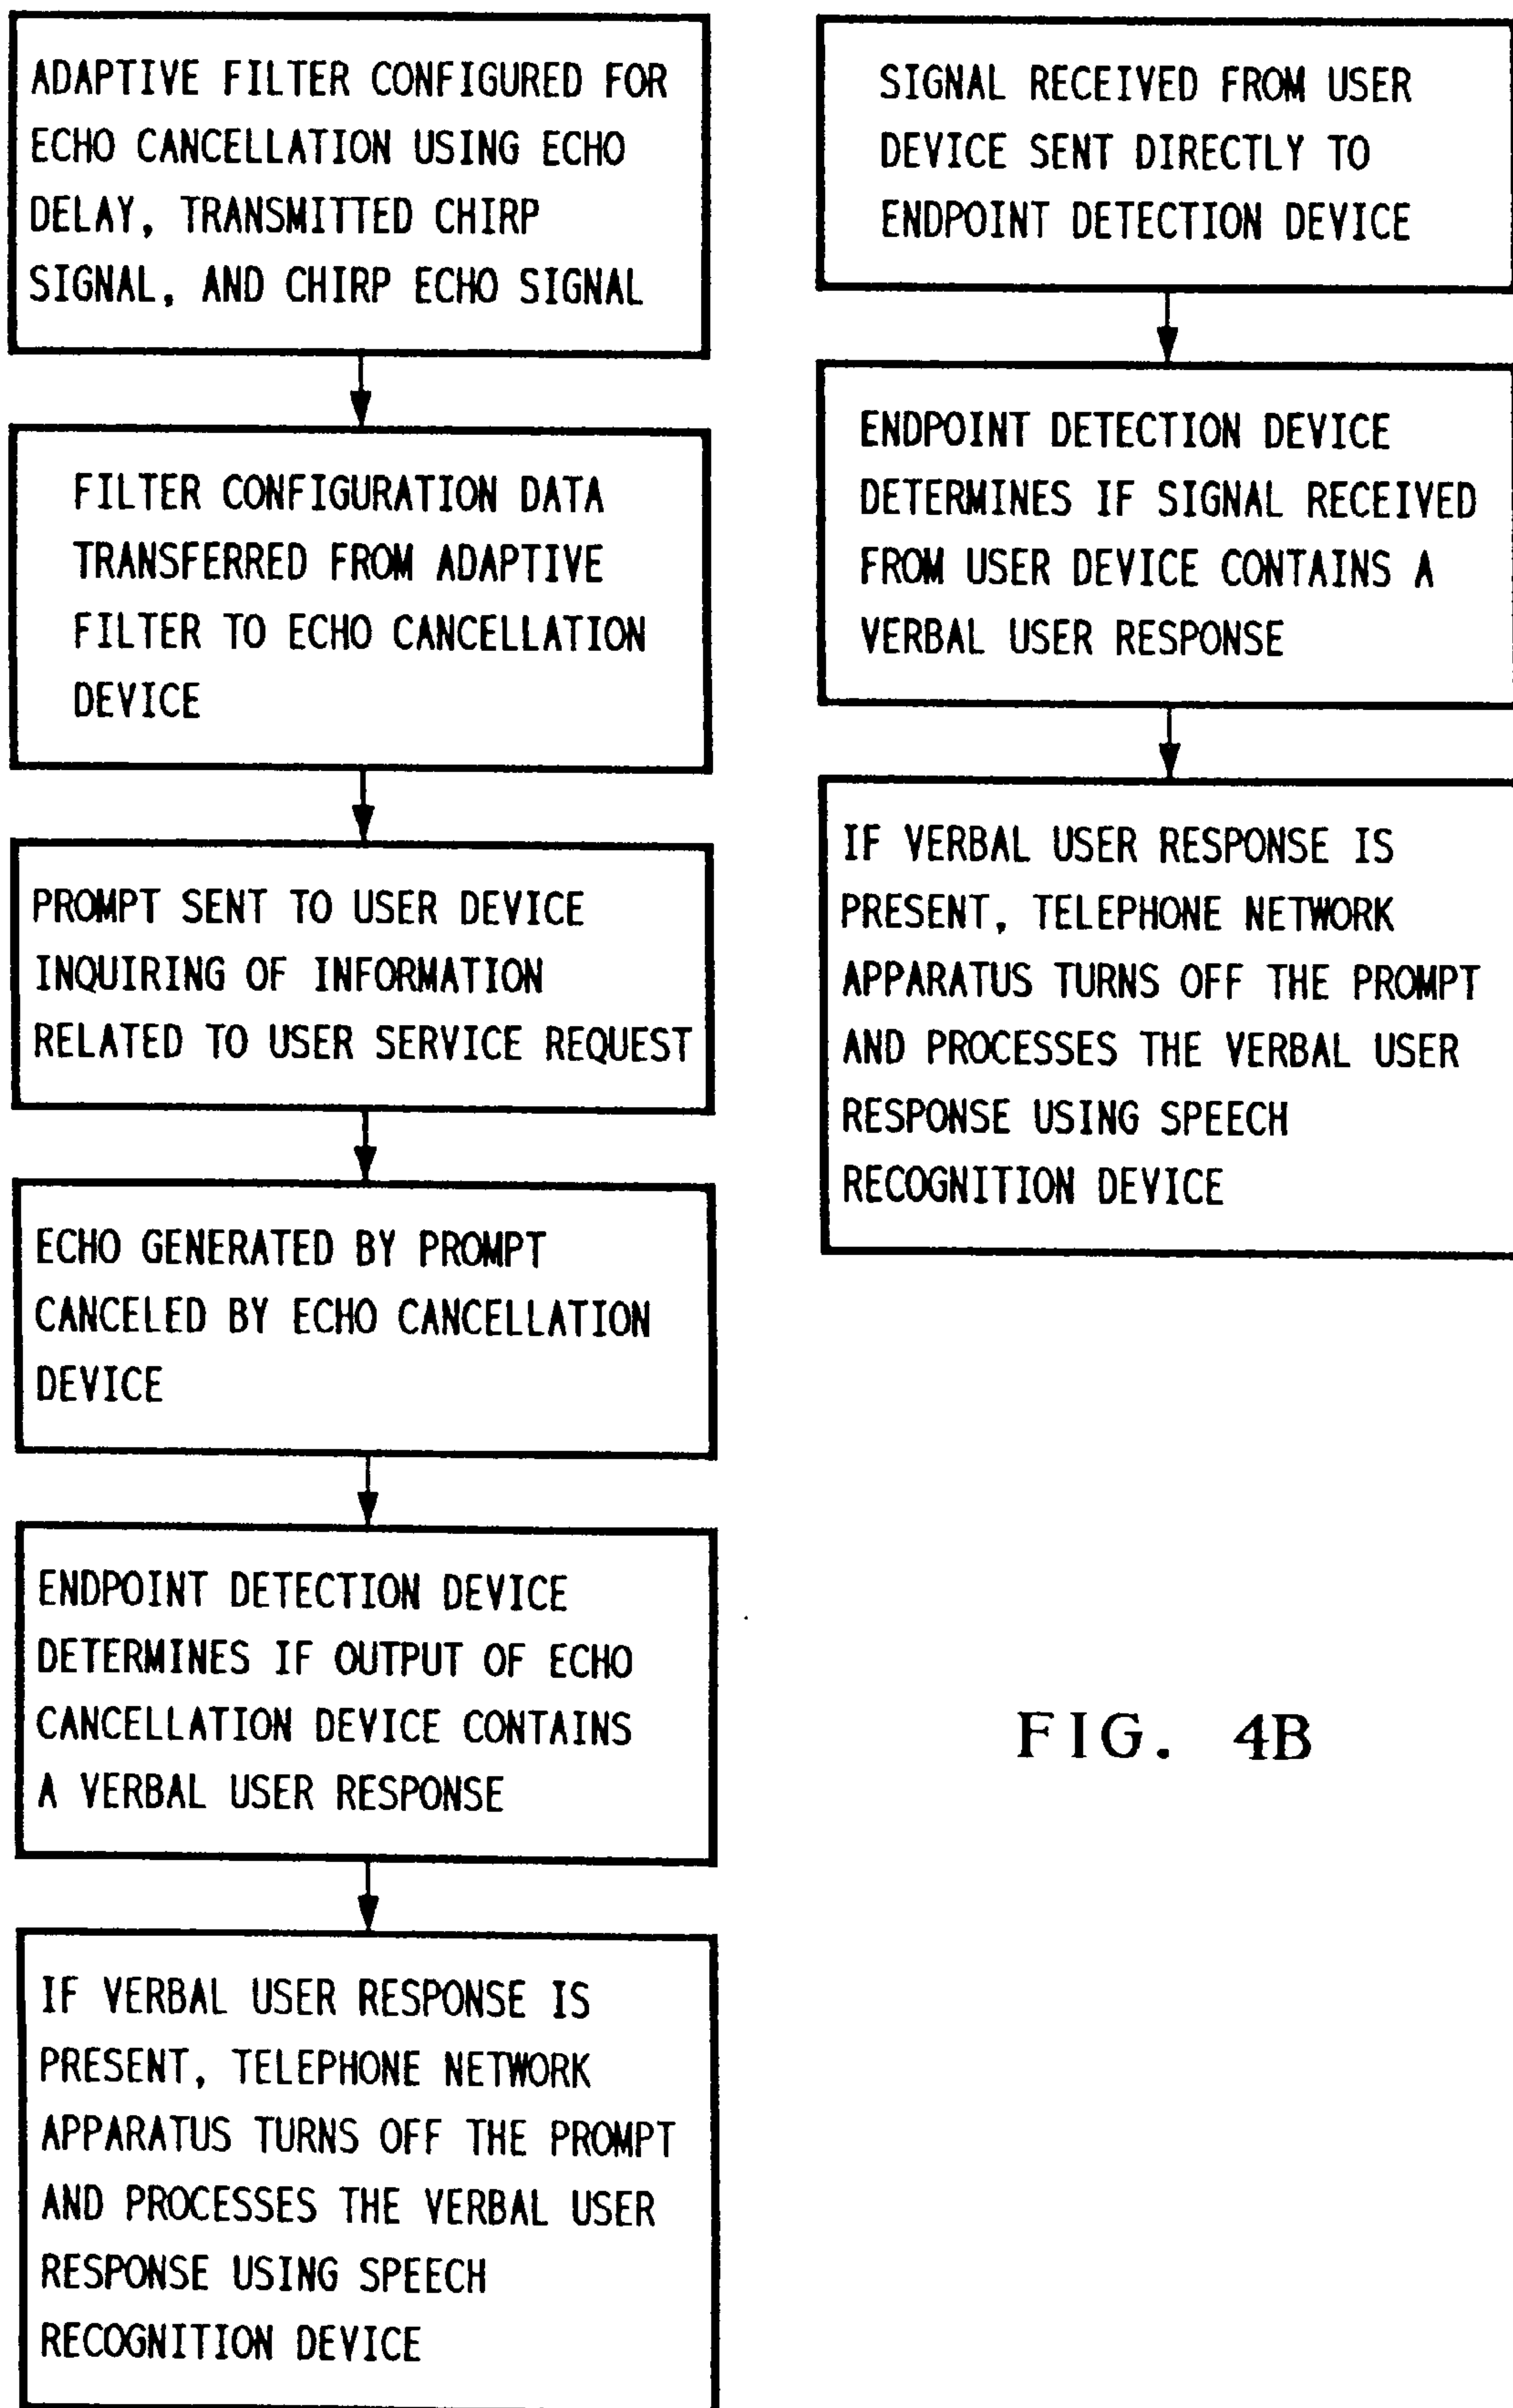 ADAPTIVE FILTER CONFIGURED FOR
ECHO CANCELLATION USING ECHO
DELAY, TRANSMITTED CHIRP
SIGNAL, AND CHIRP ECHO SIGNAL
FILTER CONFIGURATION DATA
TRANSFERRED FROM ADAPTIVE
FILTER TO ECHO CANCELLATION
DEVICE
PROMPT SENT TO USER DEVICE
INQUIRING OF INFORMATION
RELATED TO USER SERVICE REQUEST
ECHO GENERATED BY PROMPT
CANCELED BY ECHO CANCELLATION
DEVICE
ENDPOINT DETECTION DEVICE
DETERMINES IF OUTPUT OF ECHO
CANCELLATION DEVICE CONTAINS
A VERBAL USER RESPONSE
IF VERBAL USER RESPONSE IS
PRESENT, TELEPHONE NETWORK
APPARATUS TURNS OFF THE PROMPT
AND PROCESSES THE VERBAL USER
RESPONSE USING SPEECH
RECOGNITION DEVICE
SIGNAL RECEIVED FROM USER
DEVICE SENT DIRECTLY TO
ENDPOINT DETECTION DEVICE
ENDPOINT DETECTION DEVICE
DETERMINES IF SIGNAL RECEIVED
FROM USER DEVICE CONTAINS A
VERBAL USER RESPONSE
IF VERBAL USER RESPONSE IS
PRESENT, TELEPHONE NETWORK
APPARATUS TURNS OFF THE PROMPT
AND PROCESSES THE VERBAL USER
RESPONSE USING SPEECH
RECOGNITION DEVICE
FIG. 4B